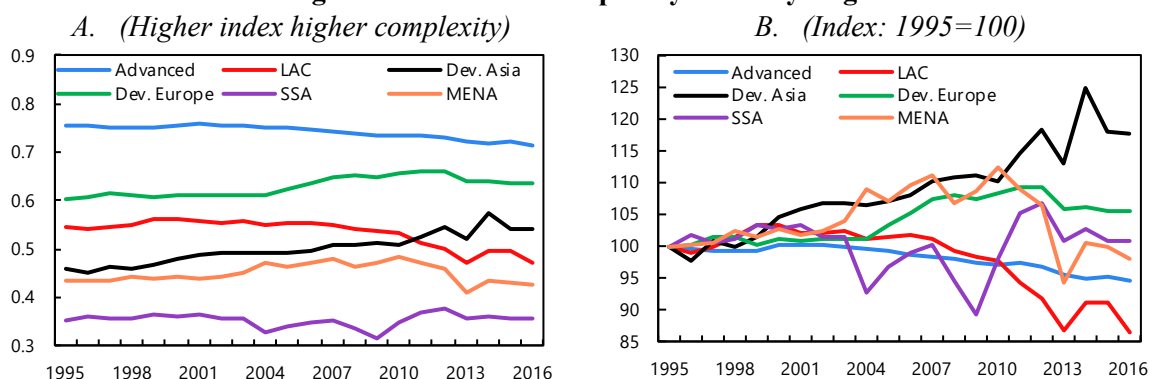 A. (Higher index higher complexity)
0.9
0.8
0.7
0.6
0.5
0.4
0.3
Advanced LAC Dev. Asia
Dev. Europe SSA MENA
1995 1998 2001 2004 2007 2010 2013 2016
B. (Index: 1995=100)
130
125
120
115
110
105
100
95
90
85
Advanced LAC
Dev. Asia Dev. Europe
SSA MENA
1995 1998 2001 2004 2007 2010 2013 2016